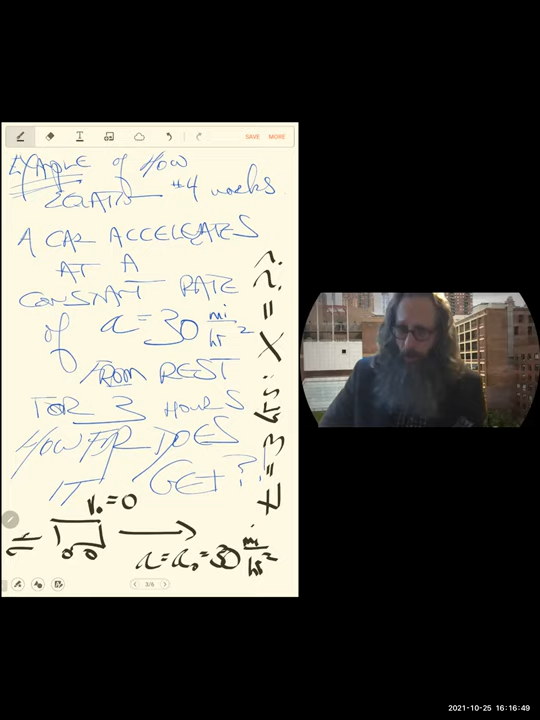 SAVE MORE
EXAMPLE of HOW
EQUATION #4 works
A CAR ACCELERATES
AT A
CONSTANT RATE
of a = 30 mi/hr²
FROM REST
FOR 3 HOURS
HOW FAR DOES
IT GET?
t = 3 hrs: X = ??
V₀ = 0
a = a₀ = 30 mi/hr²
3/6
2021-10-25 16:16:49